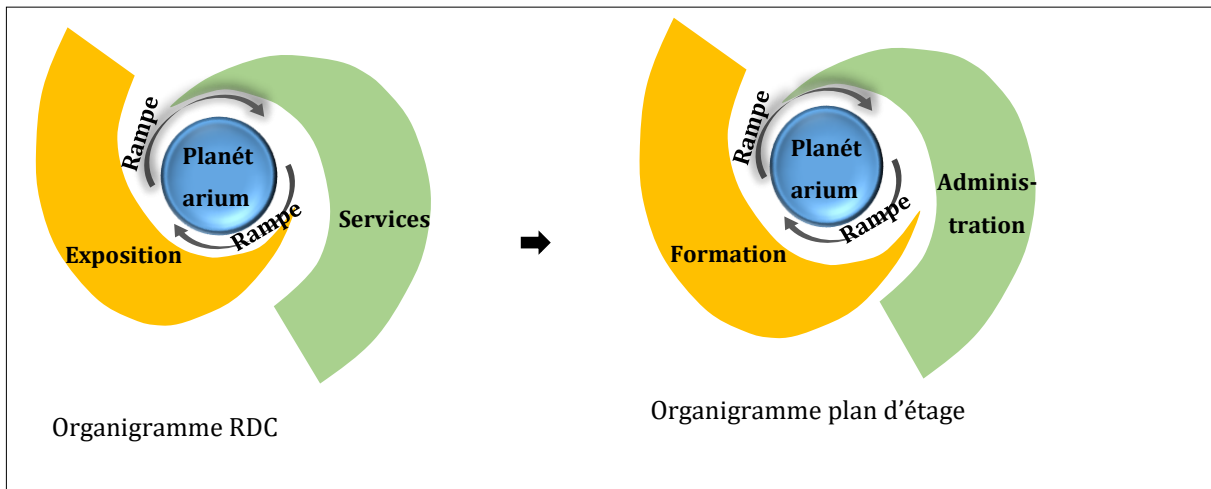 Rampe
Planét
arium
Rampe
Services
Exposition
Organigramme RDC
Rampe
Planét
arium
Rampe
Adminis-
tration
Formation
Organigramme plan d’étage